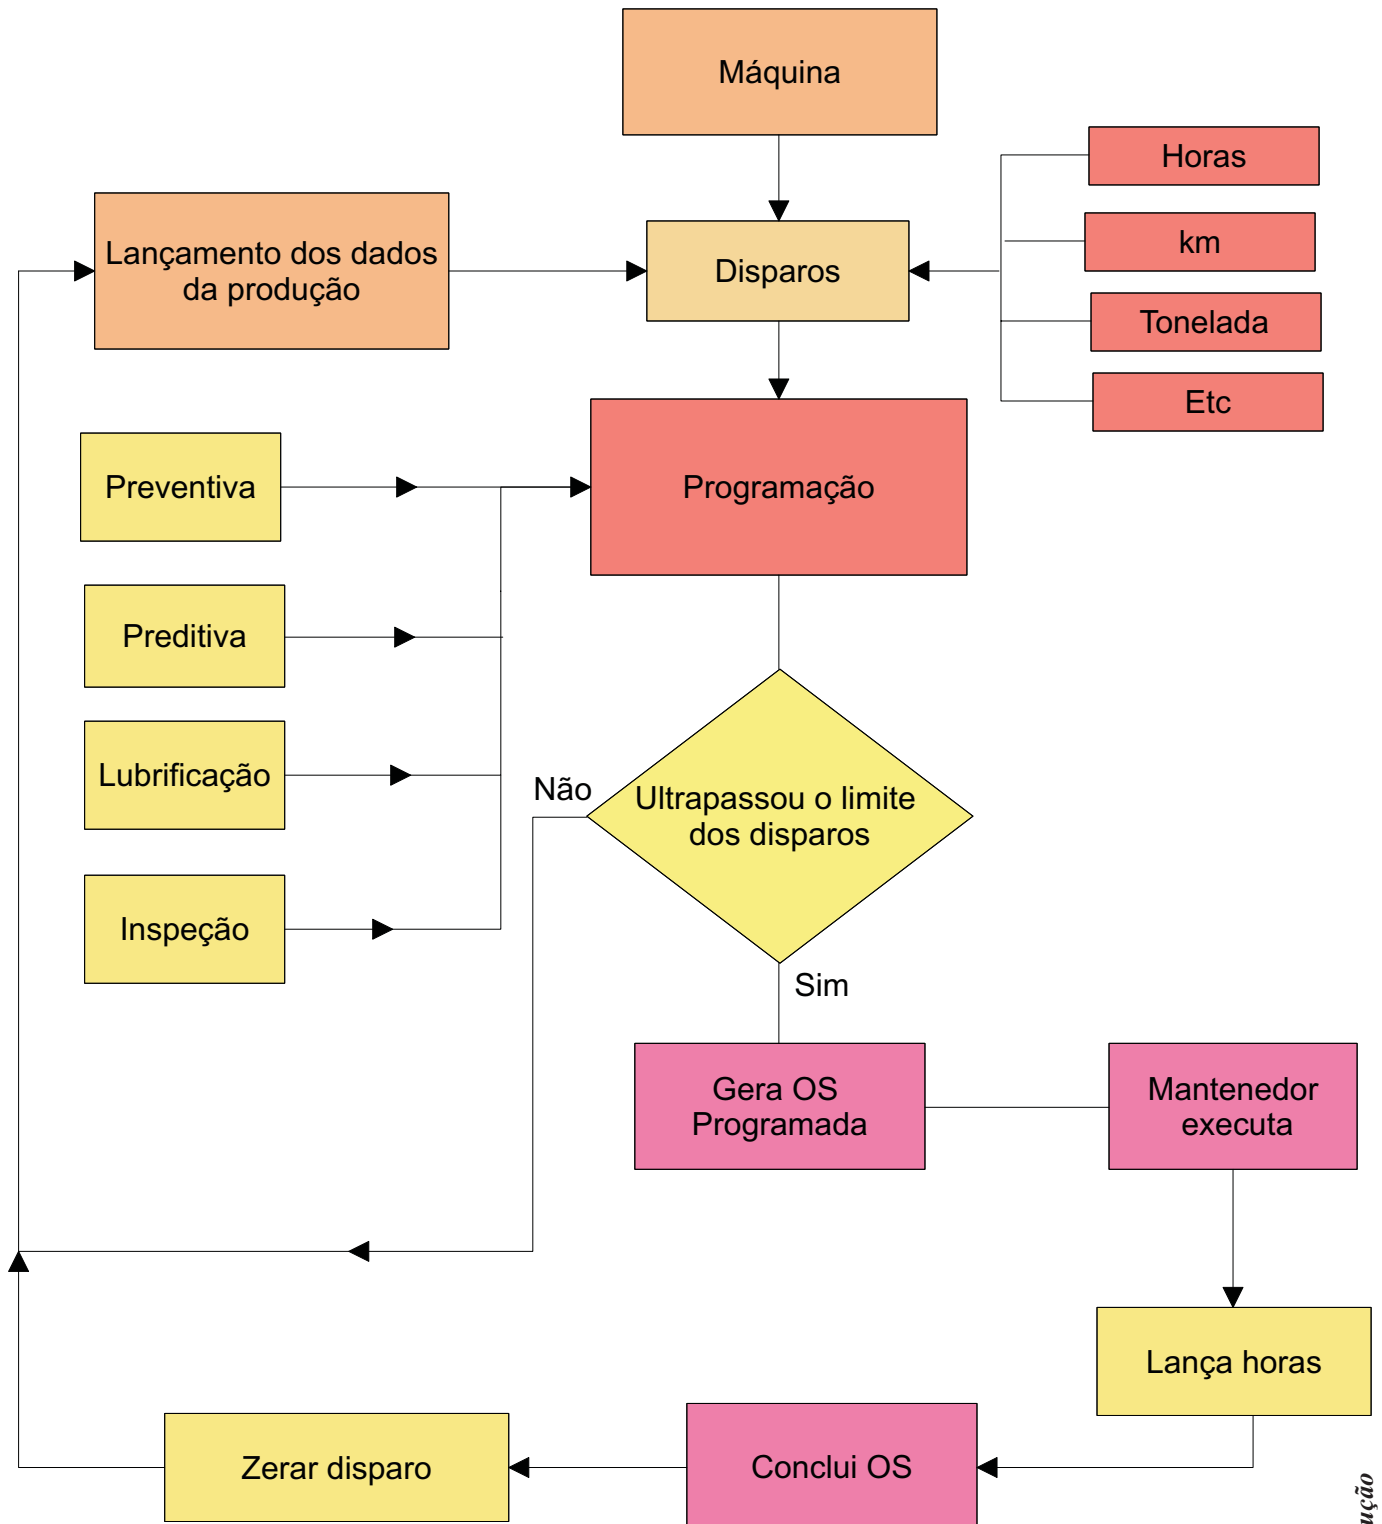 Máquina
Horas
km
Tonelada
Etc
Lançamento dos dados
da produção
Disparos
Programação
Preventiva
Preditiva
Lubrificação
Inspeção
Não
Ultrapassou o limite
dos disparos
Sim
Gera OS
Programada
Mantenedor
executa
Lança horas
Conclui OS
Zerar disparo